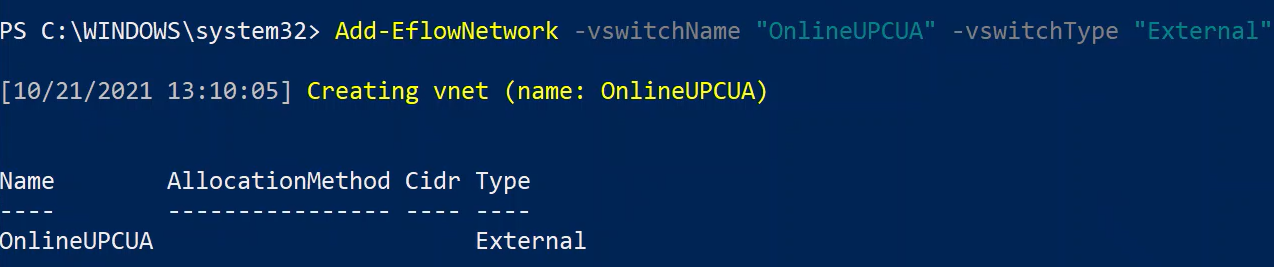 PS C:\WINDOWS\system32> Add-EflowNetwork -vswitchName "OnlineUPCUA" -vswitchType "External"
[10/21/2021 13:10:05] Creating vnet (name: OnlineUPCUA)
Name        AllocationMethod Cidr Type
----        ---------------- ---- ----
OnlineUPCUA                       External